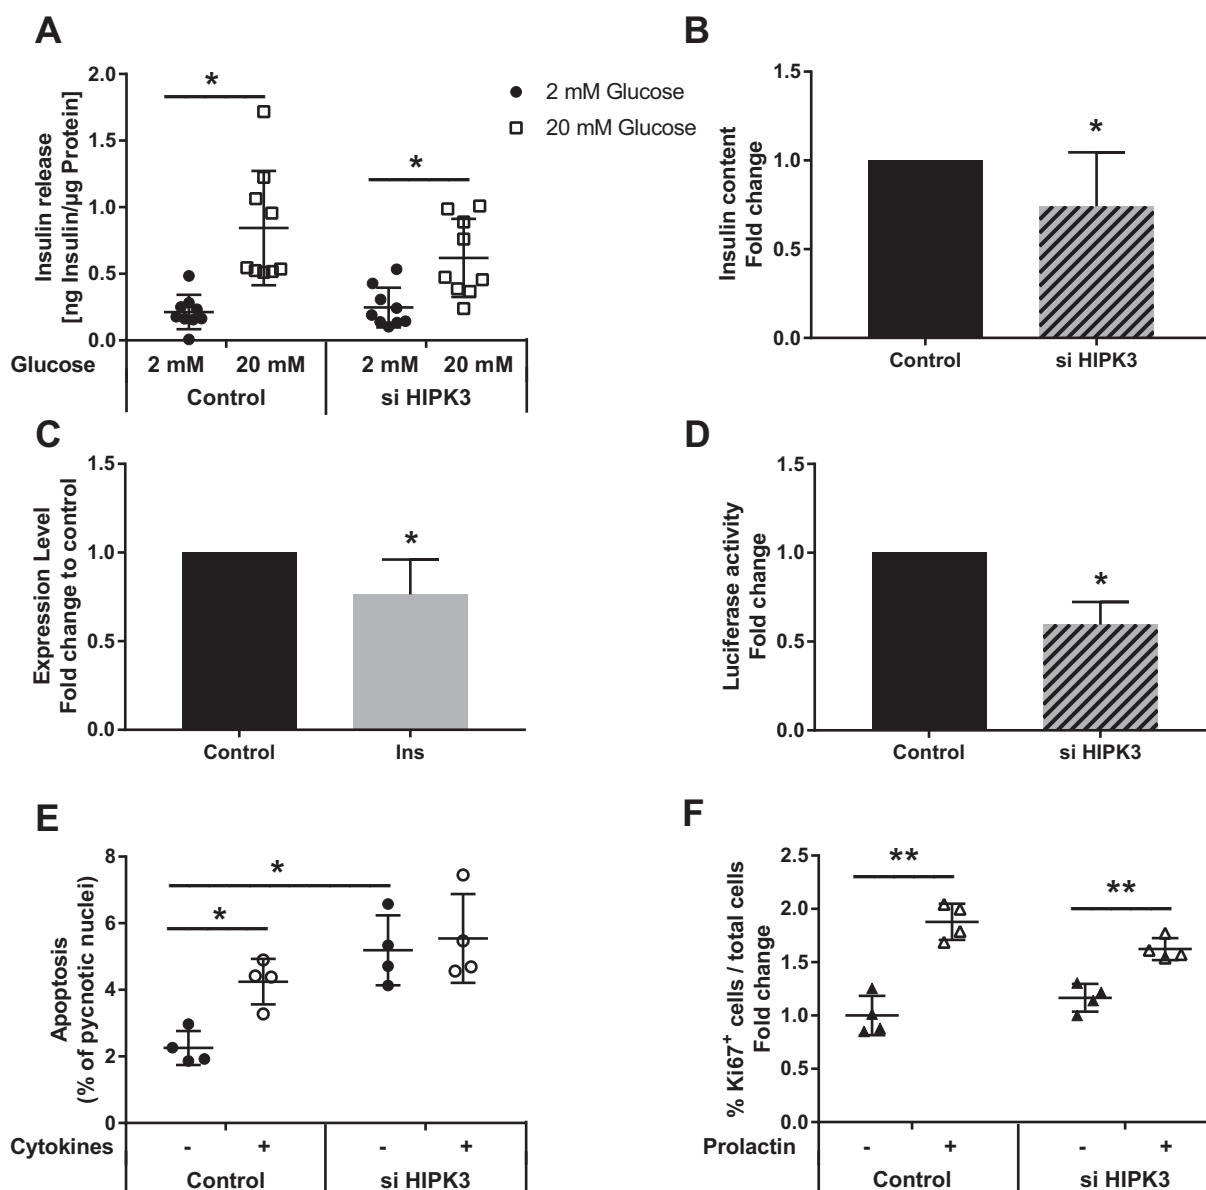 A
Insulin release
[ng Insulin/µg Protein]
2.0
1.5
1.0
0.5
0.0
*
*
2 mM Glucose
20 mM Glucose
Glucose
2 mM
20 mM
2 mM
20 mM
Control
si HIPK3
B
Insulin content
Fold change
1.5
1.0
0.5
0.0
*
Control
si HIPK3
C
Expression Level
Fold change to control
1.5
1.0
0.5
0.0
*
Control
Ins
D
Luciferase activity
Fold change
1.5
1.0
0.5
0.0
*
Control
si HIPK3
E
Apoptosis
(% of pycnotic nuclei)
8
6
4
2
0
*
*
Cytokines
-
+
-
+
Control
si HIPK3
F
% Ki67⁺ cells / total cells
Fold change
2.5
2.0
1.5
1.0
0.5
0.0
**
**
Prolactin
-
+
-
+
Control
si HIPK3